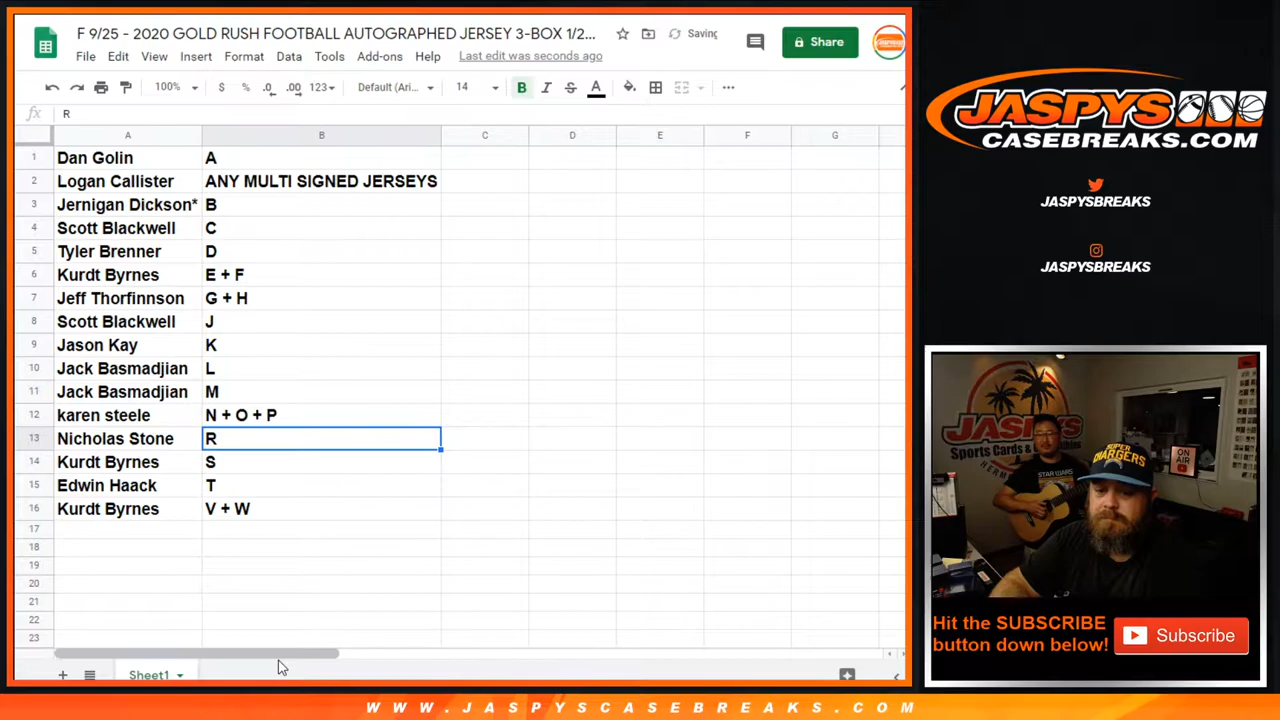 F 9/25 - 2020 GOLD RUSH FOOTBALL AUTOGRAPHED JERSEY 3-BOX 1/2...
Saving
Share
File Edit View Insert Format Data Tools Add-ons Help Last edit was seconds ago
100% $ % .0 .00 123 Default (Ari... 14 B I S A
fx R
A B C D E F G
1 Dan Golin A
2 Logan Callister ANY MULTI SIGNED JERSEYS
3 Jernigan Dickson* B
4 Scott Blackwell C
5 Tyler Brenner D
6 Kurdt Byrnes E + F
7 Jeff Thorfinnson G + H
8 Scott Blackwell J
9 Jason Kay K
10 Jack Basmadjian L
11 Jack Basmadjian M
12 karen steele N + O + P
13 Nicholas Stone R
14 Kurdt Byrnes S
15 Edwin Haack T
16 Kurdt Byrnes V + W
17
18
19
20
21
22
23
Sheet1
JASPYS
CASEBREAKS.COM
JASPYSBREAKS
JASPYSBREAKS
JASPYS
Sports Cards &
HERM
STAR WARS
SUPER
CHARGERS
ON
AIR
Hit the SUBSCRIBE
button down below!
Subscribe
WWW.JASPYSCASEBREAKS.COM